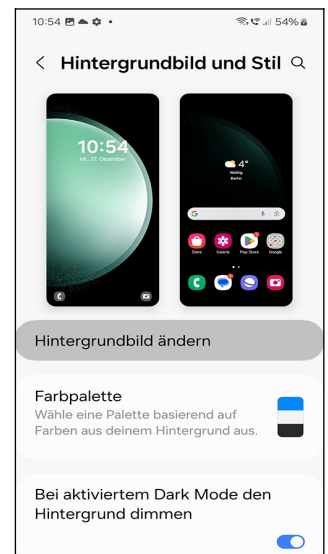 10:54 54%
Hintergrundbild und Stil
10:54
Mi., 27. Dezember
4°
Wolkig
Berlin
Store Galerie Play Store Google
Hintergrundbild ändern
Farbpalette
Wähle eine Palette basierend auf
Farben aus deinem Hintergrund aus.
Bei aktiviertem Dark Mode den
Hintergrund dimmen